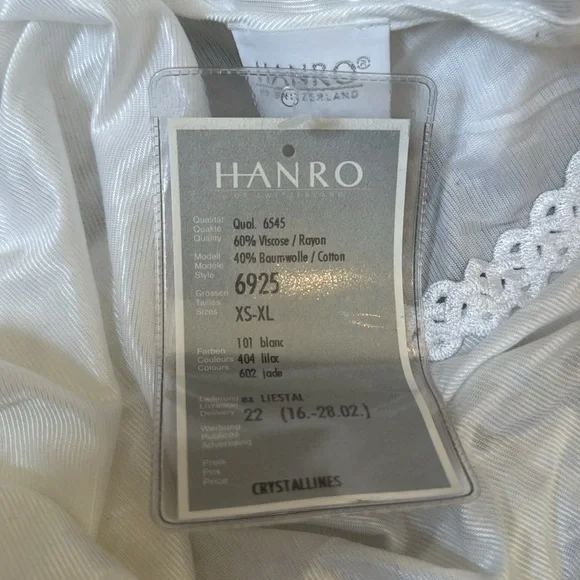 HANRO®
OF SWITZERLAND
HANRO
Qualität
Qualité
Quality
Qual. 6545
60% Viscose / Rayon
Modell
Modèle
Style
40% Baumwolle / Cotton
6925
Grössen
Tailles
Sizes
XS-XL
Farben
Couleurs
Colours
101 blanc
404 lilac
602 jade
Lieferung
Livraison
Delivery
ex LIESTAL
22 (16.-28.02.)
Werbung
Publicité
Advertising
Preis
Prix
Price
CRYSTALLINES